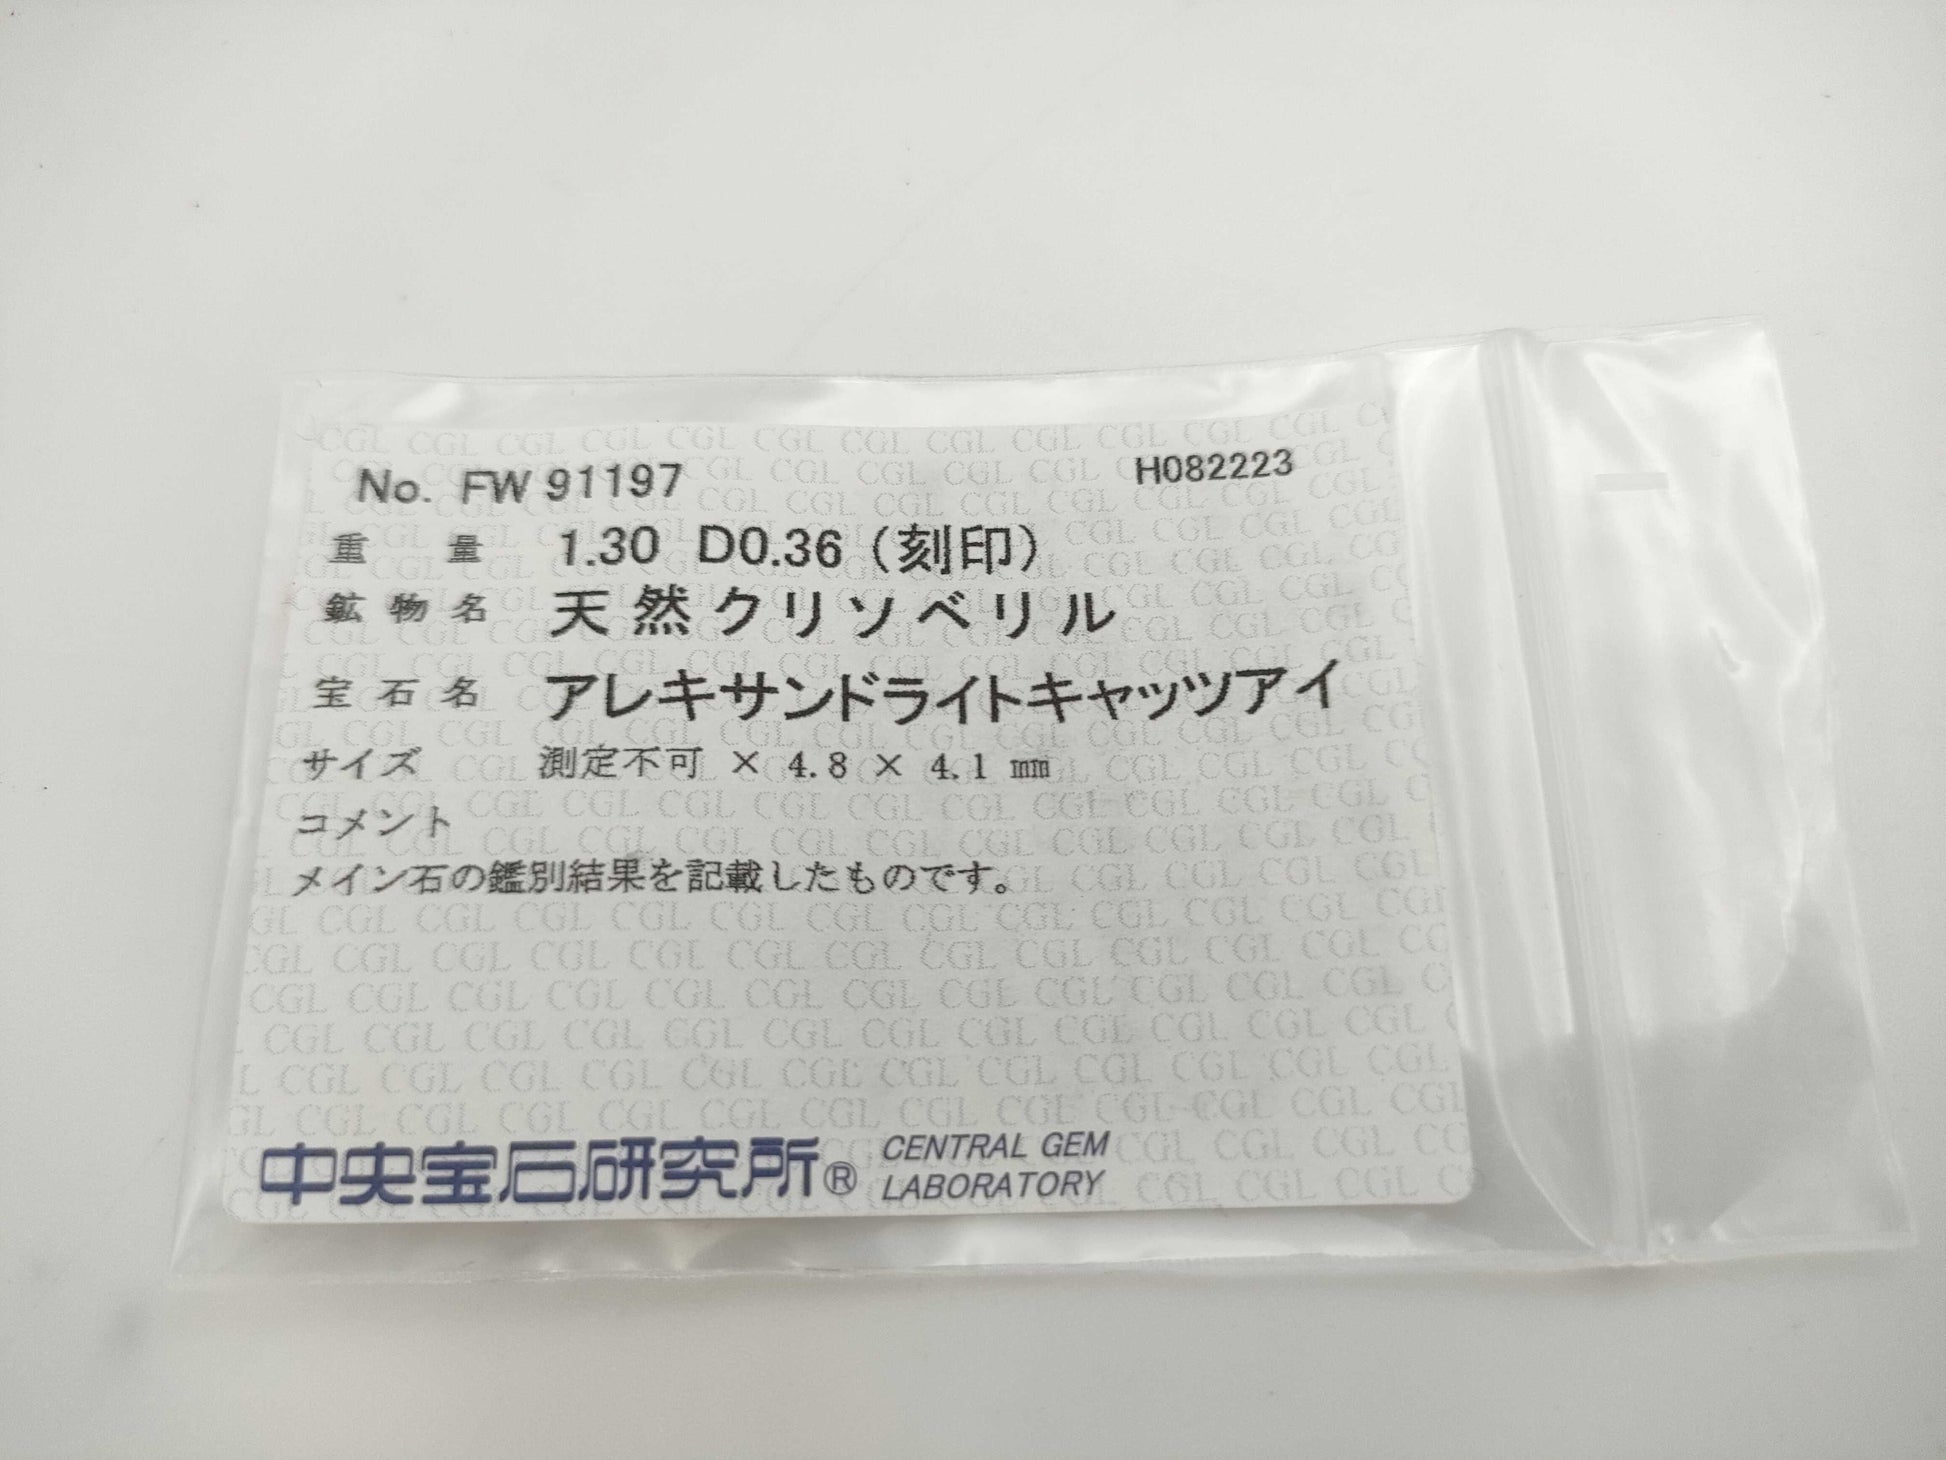 No. FW 91197 H082223
重 量 1.30 D0.36 (刻印)
鉱 物 名 天然クリソベリル
宝 石 名 アレキサンドライトキャッツアイ
サイズ 測定不可 × 4.8 × 4.1 ㎜
コメント
メイン石の鑑別結果を記載したものです。
中央宝石研究所® CENTRAL GEM
LABORATORY